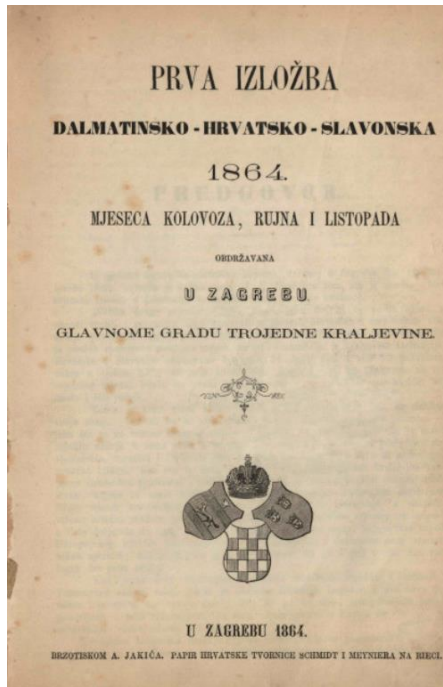 PRVA IZLOŽBA
DALMATINSKO - HRVATSKO - SLAVONSKA
1864.
MJESECA KOLOVOZA, RUJNA I LISTOPADA
OBDRŽAVANA
U ZAGREBU,
GLAVNOME GRADU TROJEDNE KRALJEVINE.
U ZAGREBU 1864.
BRZOTISKOM A. JAKIĆA. PAPIR HRVATSKE TVORNICE SCHMIDT I MEYNIERA NA RIECI.